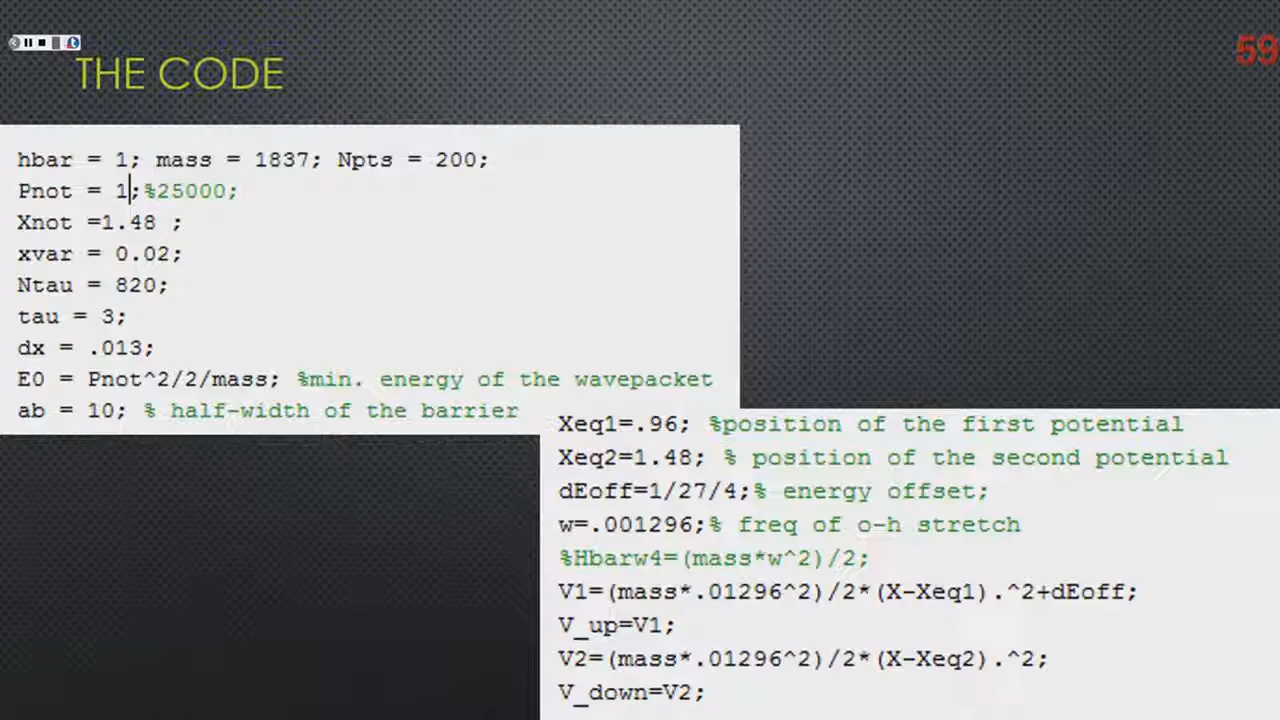 59
THE CODE
hbar = 1; mass = 1837; Npts = 200;
Pnot = 1;%25000;
Xnot =1.48 ;
xvar = 0.02;
Ntau = 820;
tau = 3;
dx = .013;
E0 = Pnot^2/2/mass; %min. energy of the wavepacket
ab = 10; % half-width of the barrier
Xeq1=.96; %position of the first potential
Xeq2=1.48; % position of the second potential
dEoff=1/27/4;% energy offset;
w=.001296;% freq of o-h stretch
%Hbarw4=(mass*w^2)/2;
V1=(mass*.01296^2)/2*(X-Xeq1).^2+dEoff;
V_up=V1;
V2=(mass*.01296^2)/2*(X-Xeq2).^2;
V_down=V2;